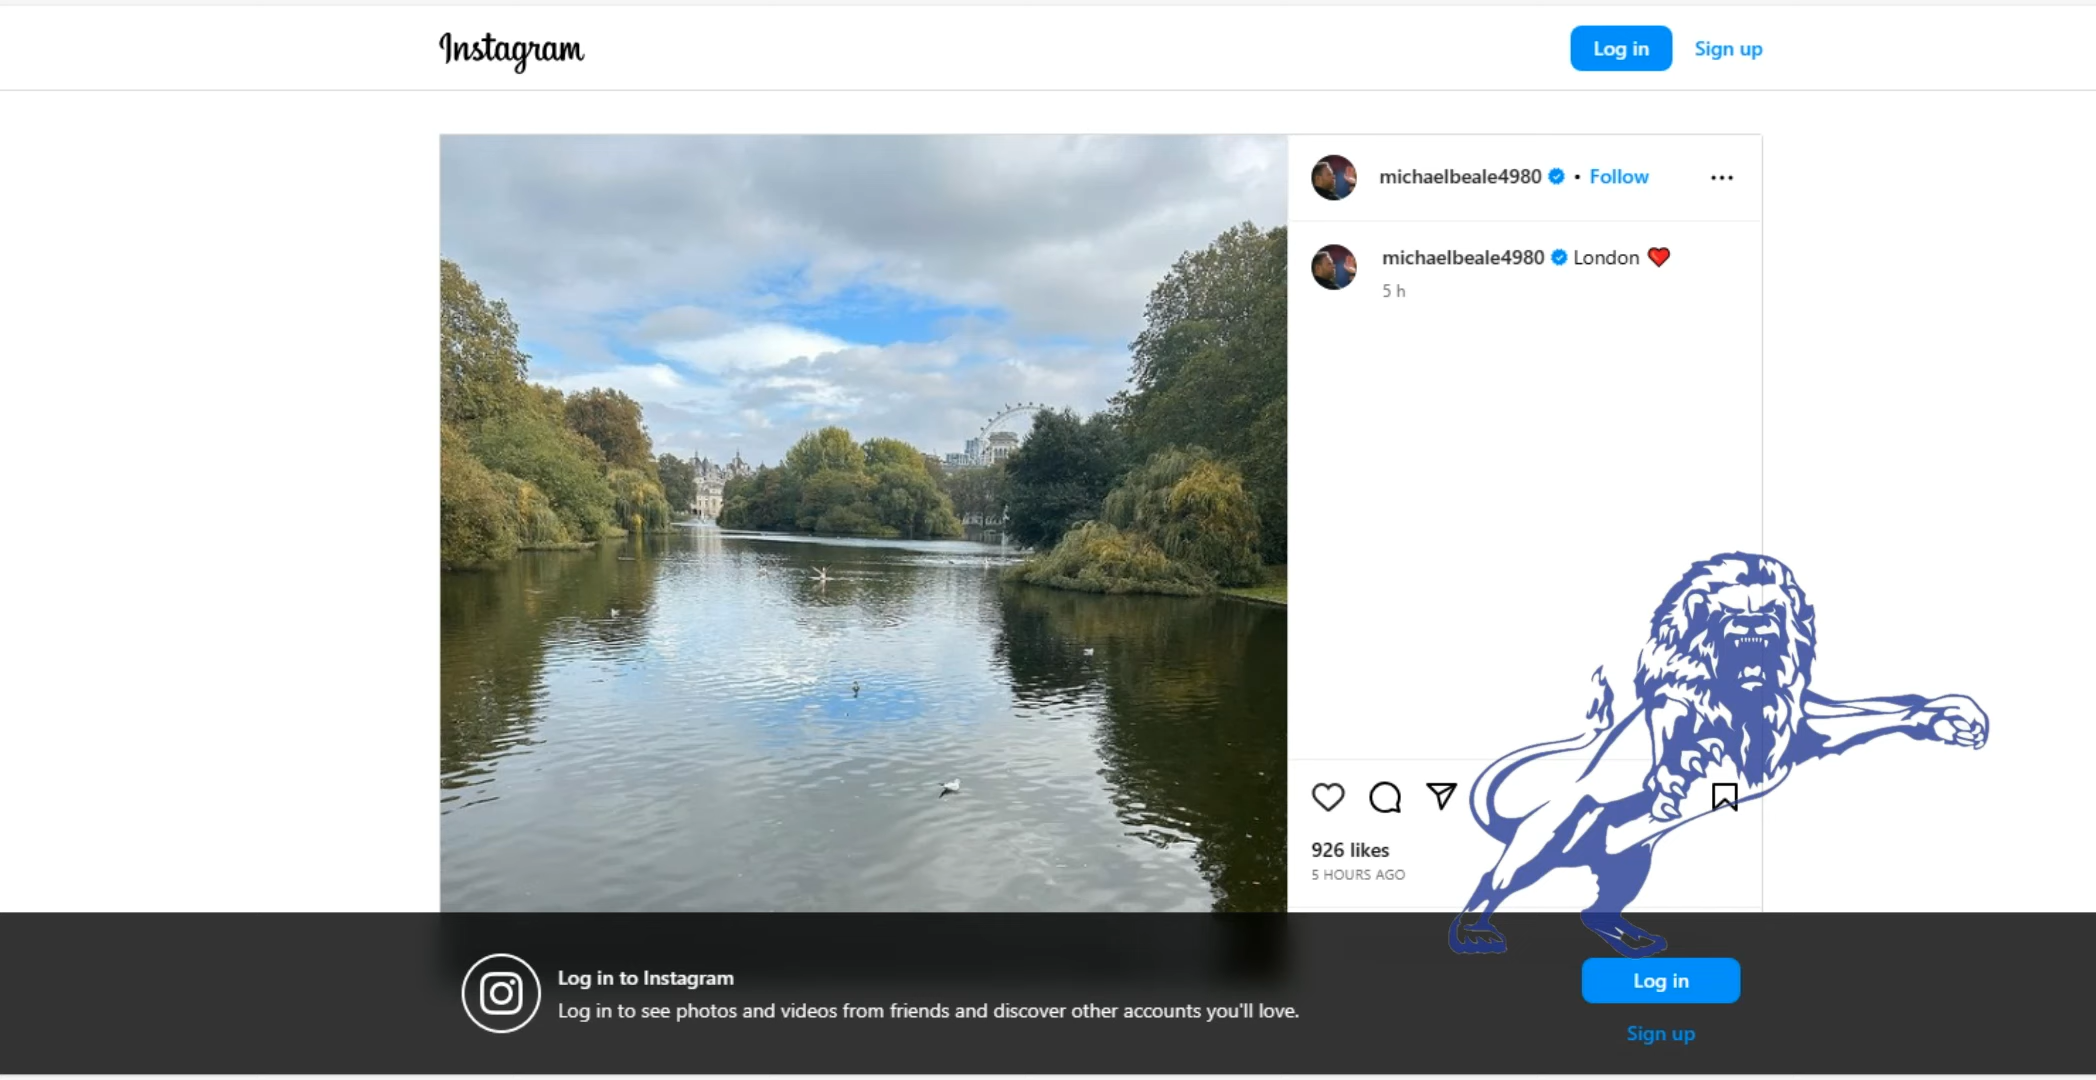 Instagram
Log in
Sign up
michaelbeale4980 • Follow
michaelbeale4980 London ❤️
5 h
926 likes
5 HOURS AGO
Log in to Instagram
Log in to see photos and videos from friends and discover other accounts you'll love.
Log in
Sign up